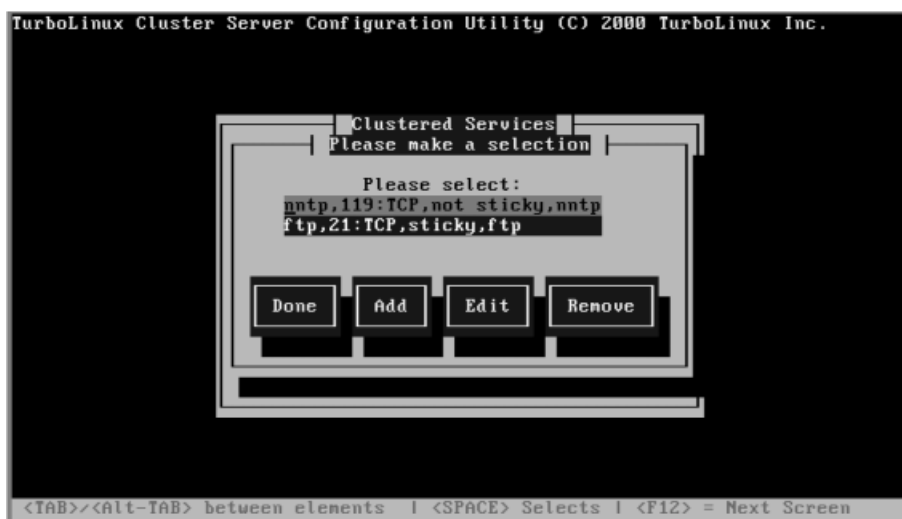 TurboLinux Cluster Server Configuration Utility (C) 2000 TurboLinux Inc.
Clustered Services
Please make a selection
Please select:
nntp,119:TCP,not sticky,nntp
ftp,21:TCP,sticky,ftp
Done Add Edit Remove
<TAB>/<Alt-TAB> between elements | <SPACE> Selects | <F12> = Next Screen